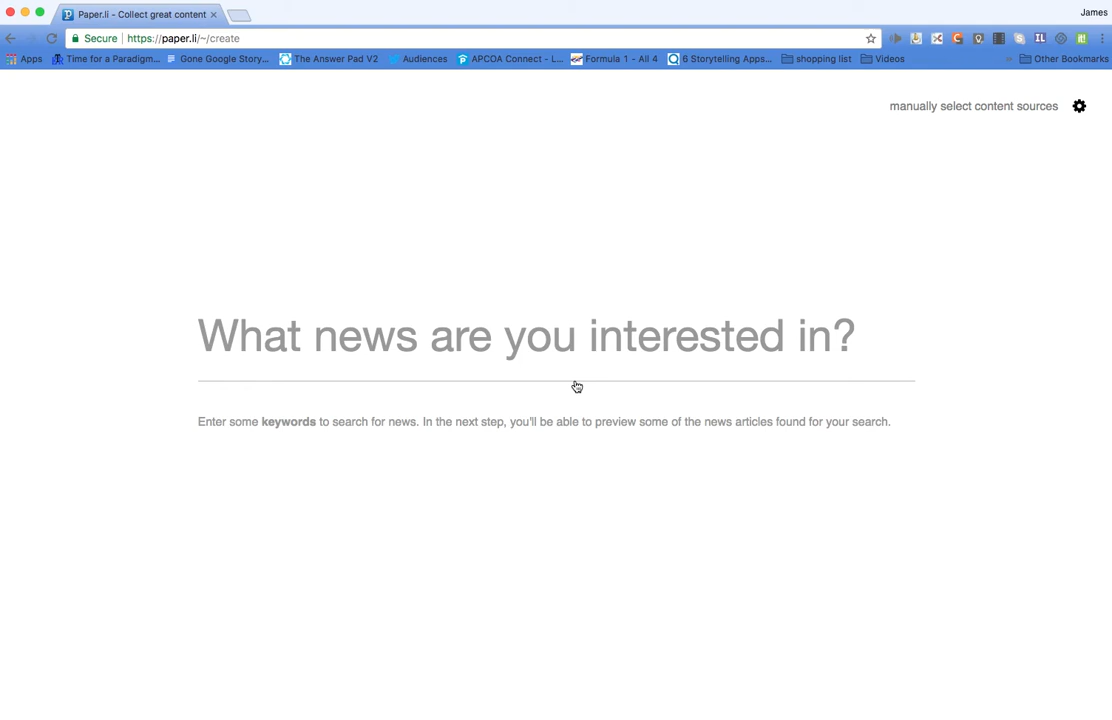 Paper.li - Collect great content
James
Secure https://paper.li/~/create
Apps Time for a Paradigm... Gone Google Story... The Answer Pad V2 Audiences APCOA Connect - L... Formula 1 - All 4 6 Storytelling Apps... shopping list Videos » Other Bookmarks
manually select content sources
What news are you interested in?
Enter some keywords to search for news. In the next step, you'll be able to preview some of the news articles found for your search.